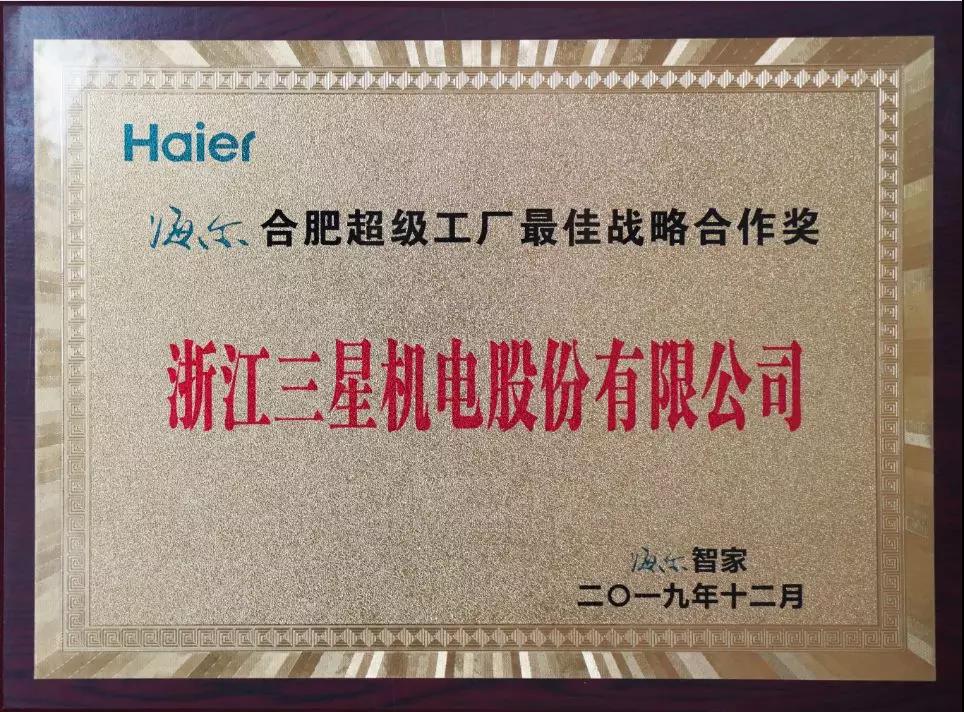 Haier
海尔 合肥超级工厂最佳战略合作奖
浙江三星机电股份有限公司
海尔智家
二〇一九年十二月